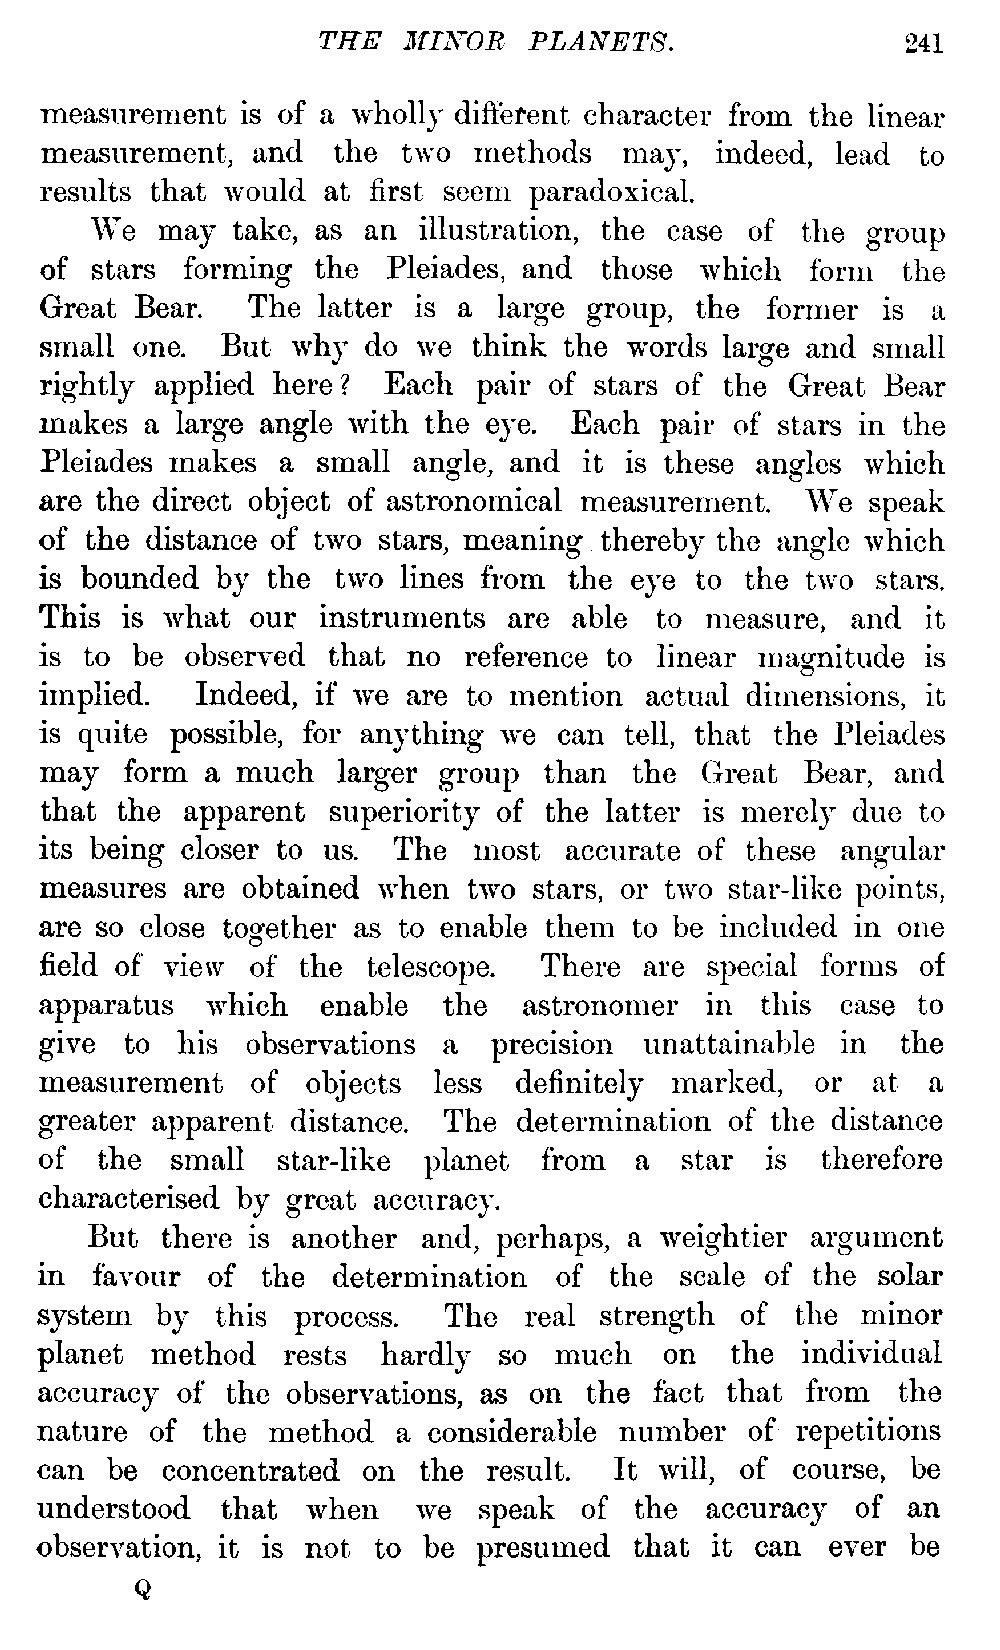 THE MINOR PLANETS. 241
measurement is of a wholly different character from the linear
measurement, and the two methods may, indeed, lead to
results that would at first seem paradoxical.
We may take, as an illustration, the case of the group
of stars forming the Pleiades, and those which form the
Great Bear. The latter is a large group, the former is a
small one. But why do we think the words large and small
rightly applied here? Each pair of stars of the Great Bear
makes a large angle with the eye. Each pair of stars in the
Pleiades makes a small angle, and it is these angles which
are the direct object of astronomical measurement. We speak
of the distance of two stars, meaning thereby the angle which
is bounded by the two lines from the eye to the two stars.
This is what our instruments are able to measure, and it
is to be observed that no reference to linear magnitude is
implied. Indeed, if we are to mention actual dimensions, it
is quite possible, for anything we can tell, that the Pleiades
may form a much larger group than the Great Bear, and
that the apparent superiority of the latter is merely due to
its being closer to us. The most accurate of these angular
measures are obtained when two stars, or two star-like points,
are so close together as to enable them to be included in one
field of view of the telescope. There are special forms of
apparatus which enable the astronomer in this case to
give to his observations a precision unattainable in the
measurement of objects less definitely marked, or at a
greater apparent distance. The determination of the distance
of the small star-like planet from a star is therefore
characterised by great accuracy.
But there is another and, perhaps, a weightier argument
in favour of the determination of the scale of the solar
system by this process. The real strength of the minor
planet method rests hardly so much on the individual
accuracy of the observations, as on the fact that from the
nature of the method a considerable number of repetitions
can be concentrated on the result. It will, of course, be
understood that when we speak of the accuracy of an
observation, it is not to be presumed that it can ever be
Q